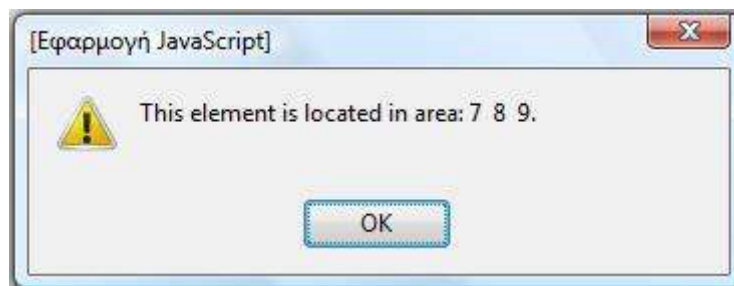 [Εφαρμογή JavaScript]
This element is located in area: 7 8 9.
OK